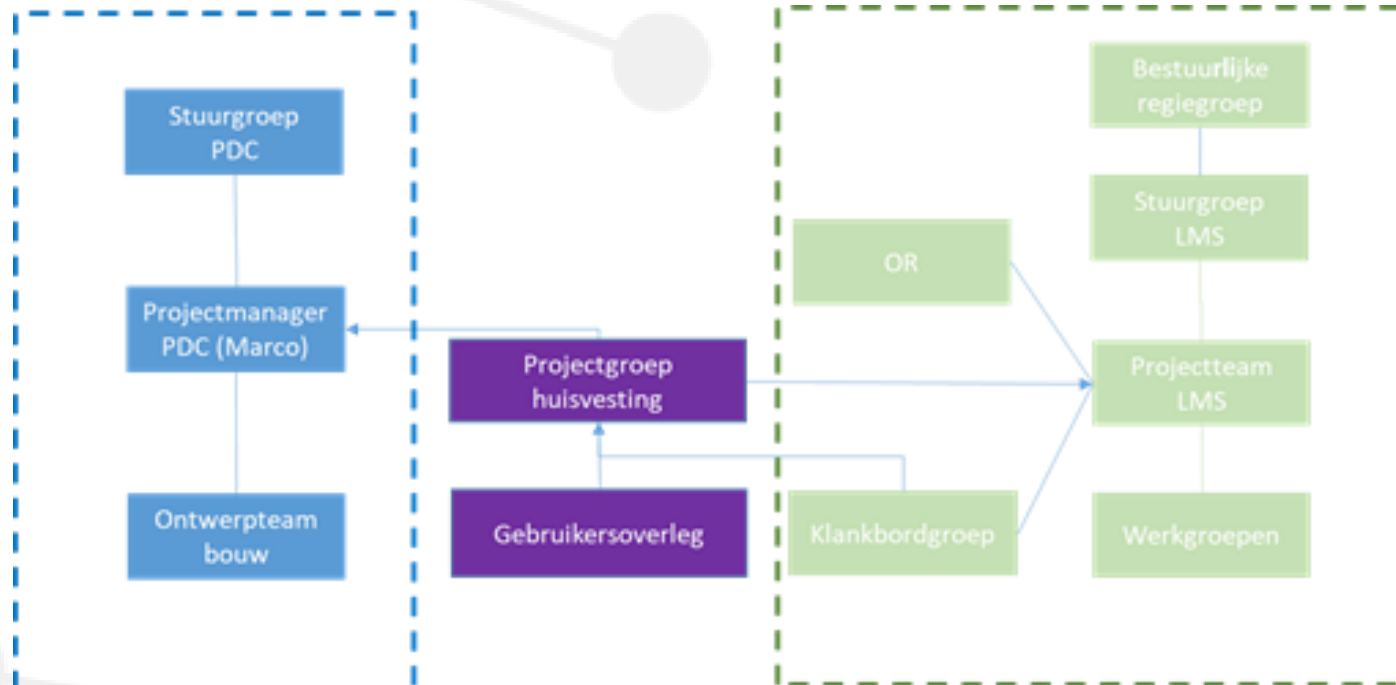 Stuurgroep
PDC
Projectmanager
PDC (Marco)
Ontwerpteam
bouw
Projectgroep
huisvesting
Gebruikersoverleg
OR
Klankbordgroep
Bestuurlijke
regiegroep
Stuurgroep
LMS
Projectteam
LMS
Werkgroepen